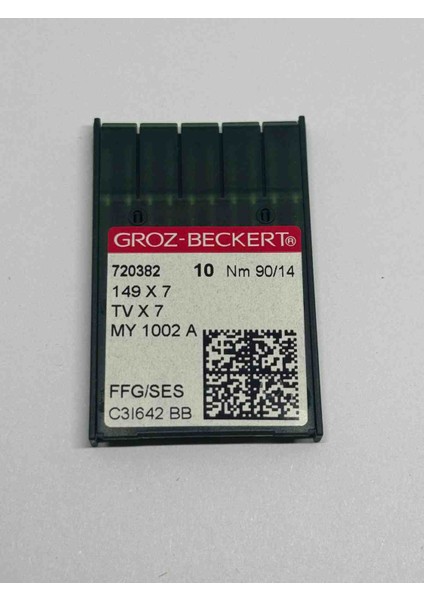 GROZ-BECKERT®
720382 10 Nm 90/14
149 X 7
TV X 7
MY 1002 A
FFG/SES
C3I642 BB